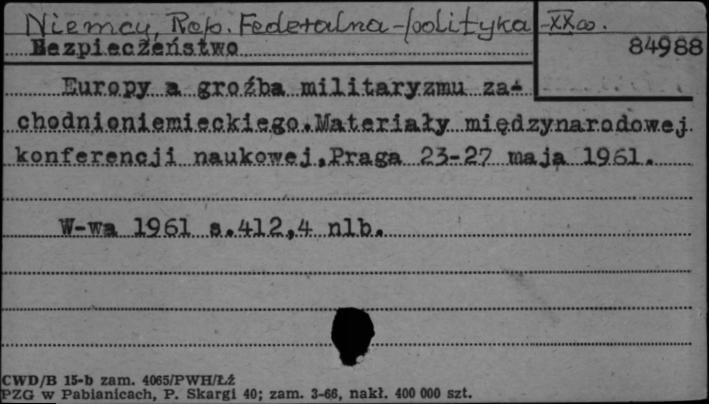 Niemcy, Rep. Federalna - polityka - XX w.
Bezpieczeństwo
84988
Europy a groźba militaryzmu za-
chodnioniemieckiego.Materiały międzynarodowej
konferencji naukowej.Praga 23-27 maja 1961.
W-wa 1961 s.412,4 nlb.
CWD/B 15-b zam. 4065/PWH/Łź
PZG w Pabianicach, P. Skargi 40; zam. 3-66, nakł. 400 000 szt.